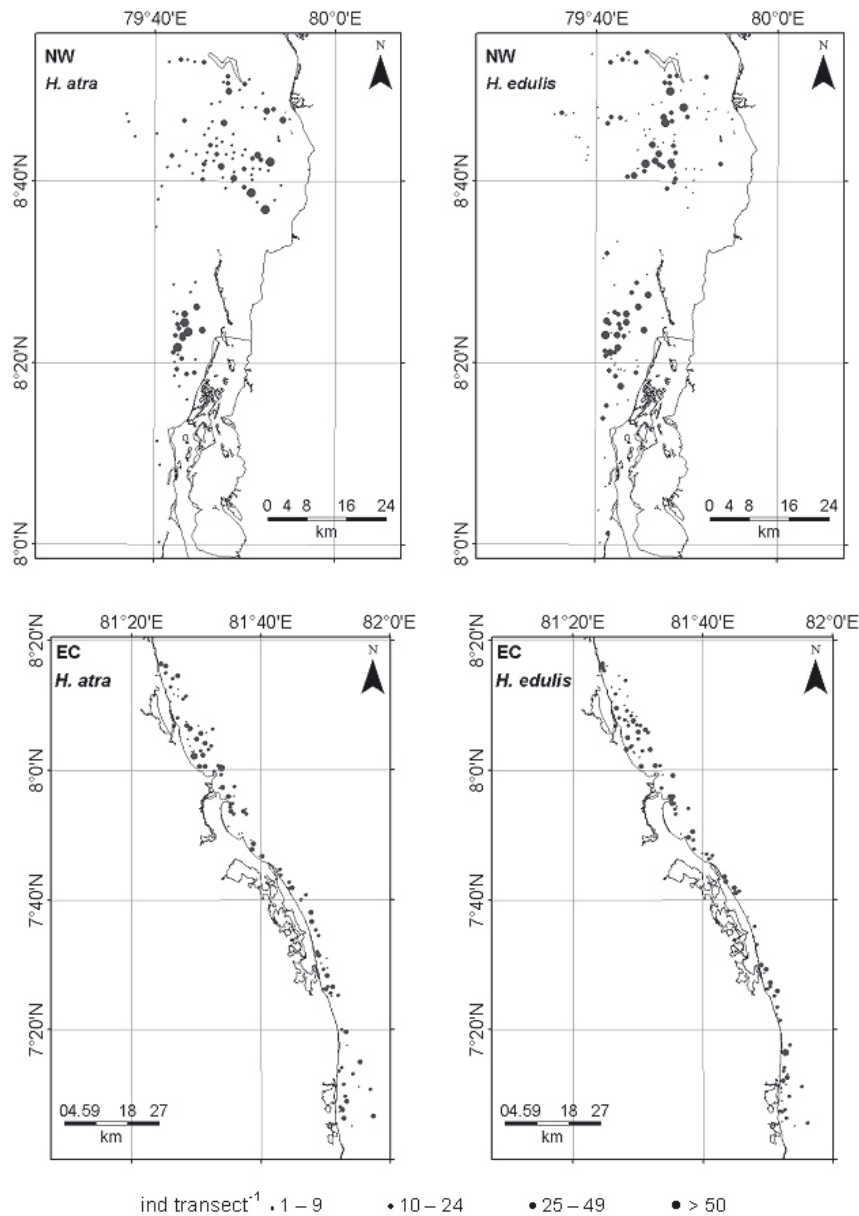 79°40'E 80°0'E 79°40'E 80°0'E
NW N NW N
H. atra H. edulis
8°40'N 8°40'N
8°20'N 8°20'N
0 4 8 16 24 0 4 8 16 24
km km
8°0'N 8°0'N
81°20'E 81°40'E 82°0'E 81°20'E 81°40'E 82°0'E
8°20'N 8°20'N
EC N EC N
H. atra H. edulis
8°0'N 8°0'N
7°40'N 7°40'N
7°20'N 7°20'N
04.59 18 27 04.59 18 27
km km
ind transect-1 1 – 9 10 – 24 25 – 49 > 50